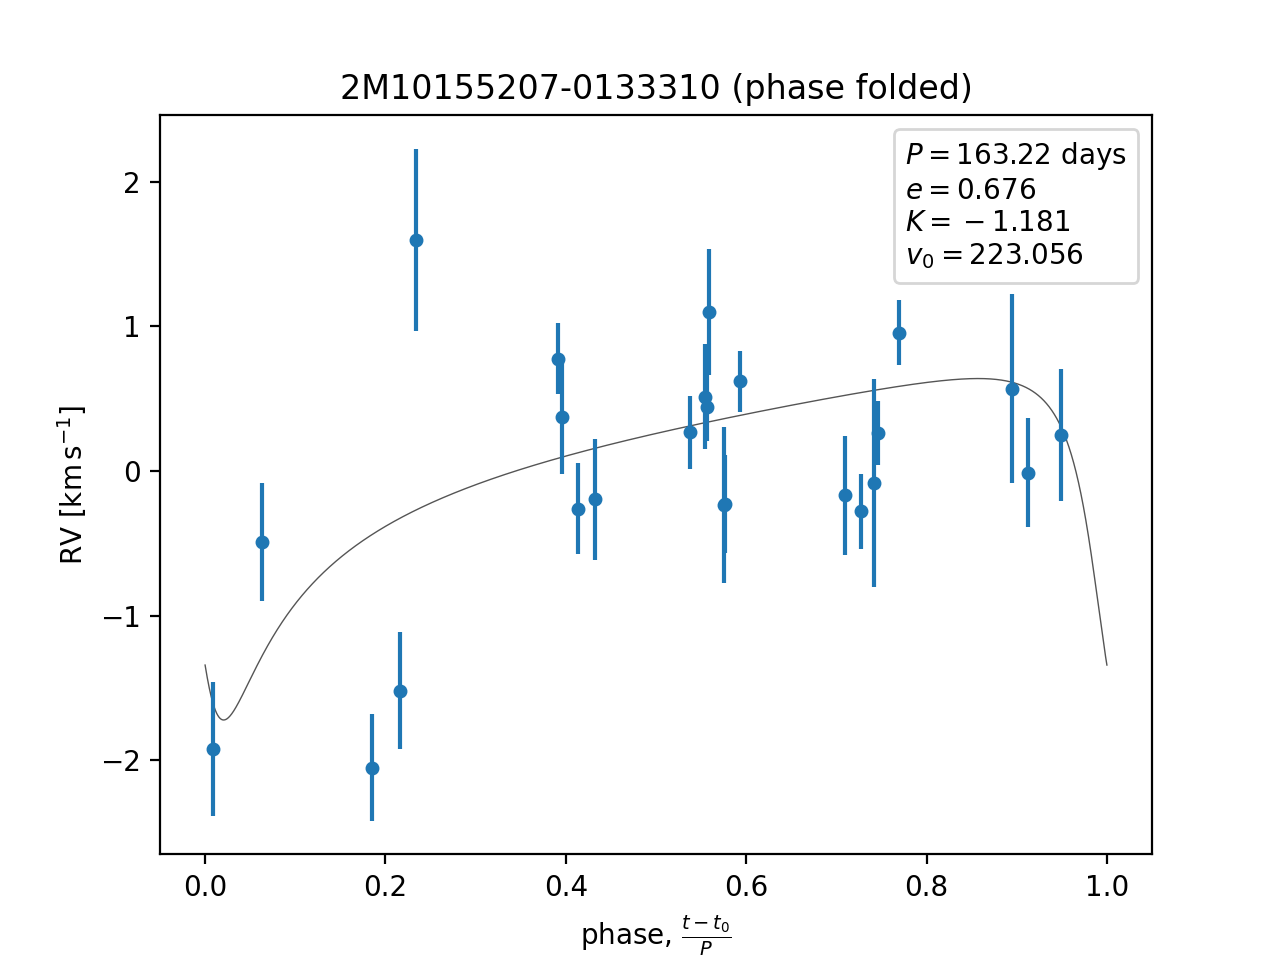 2M10155207-0133310 (phase folded)
P = 163.22 days
e = 0.676
K = −1.181
v₀ = 223.056
RV [km s⁻¹]
2
1
0
−1
−2
0.0 0.2 0.4 0.6 0.8 1.0
phase, (t − t₀)/P